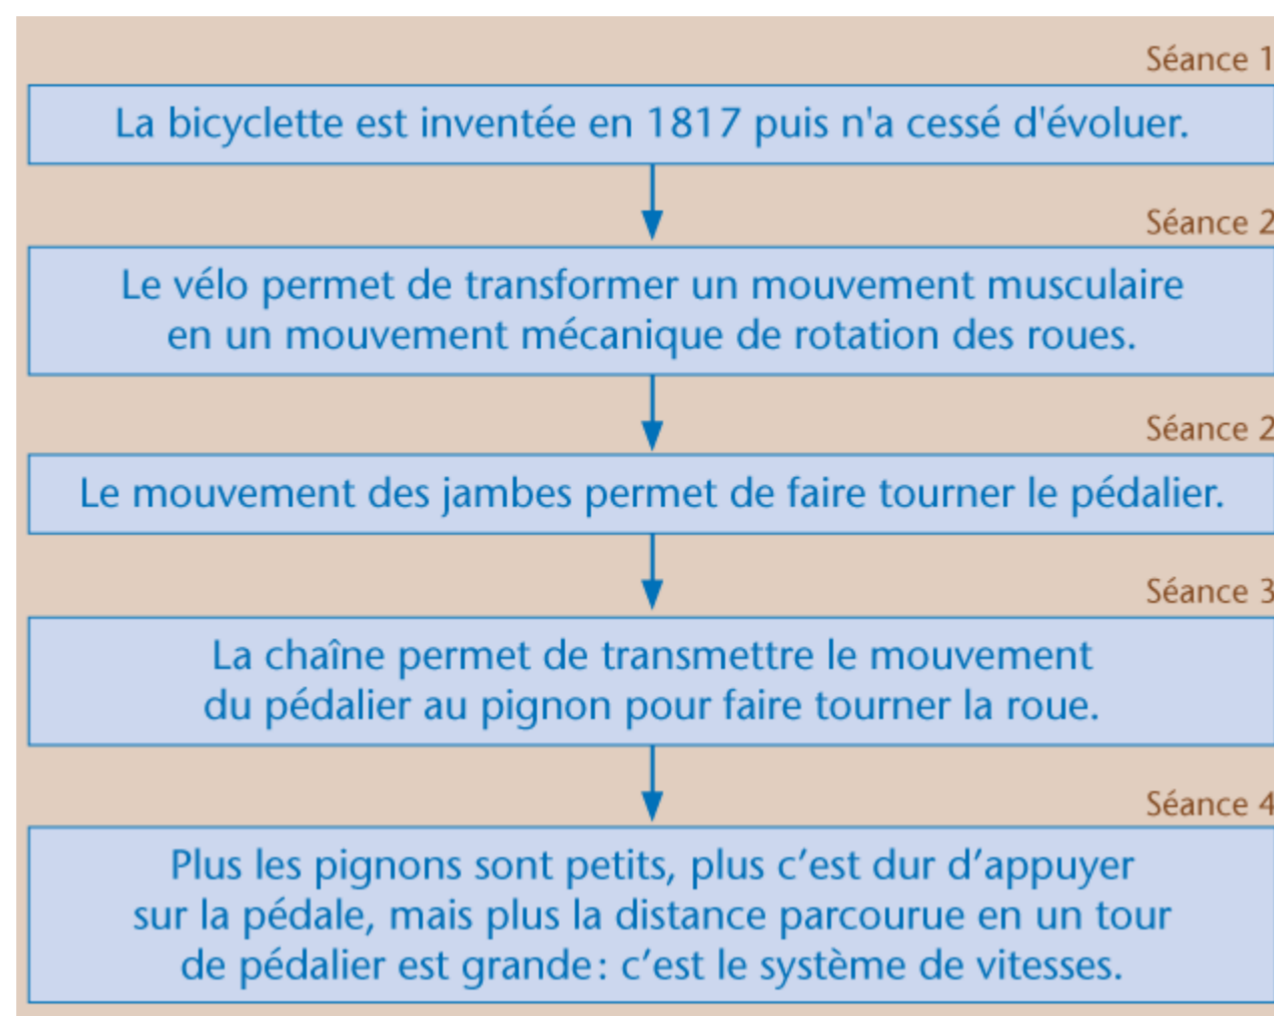 Séance 1
La bicyclette est inventée en 1817 puis n'a cessé d'évoluer.
Séance 2
Le vélo permet de transformer un mouvement musculaire
en un mouvement mécanique de rotation des roues.
Séance 2
Le mouvement des jambes permet de faire tourner le pédalier.
Séance 3
La chaîne permet de transmettre le mouvement
du pédalier au pignon pour faire tourner la roue.
Séance 4
Plus les pignons sont petits, plus c’est dur d’appuyer
sur la pédale, mais plus la distance parcourue en un tour
de pédalier est grande : c’est le système de vitesses.